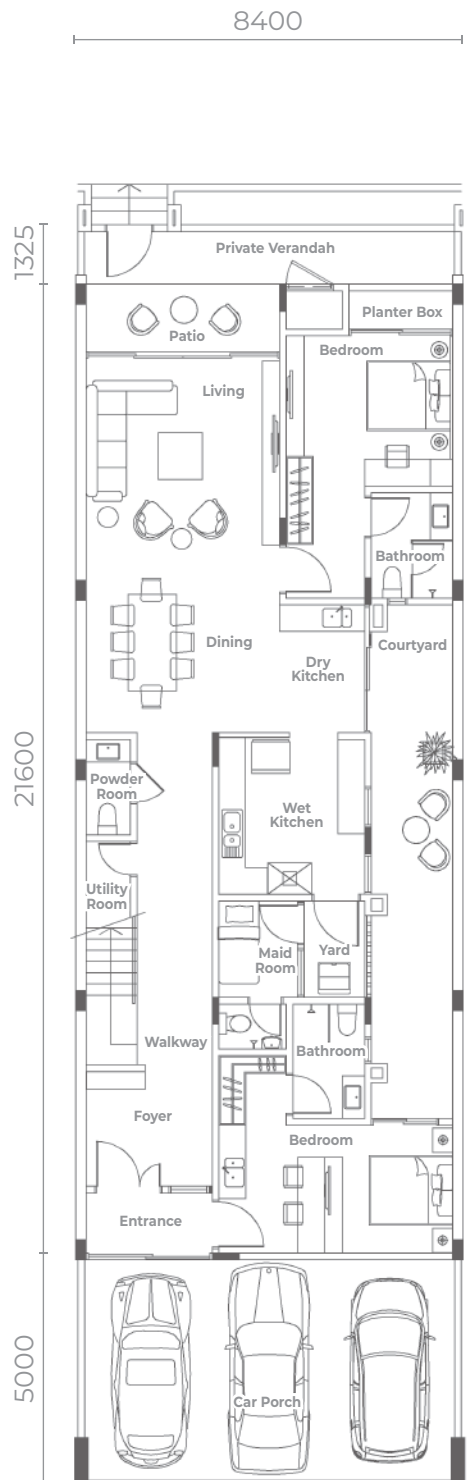 8400
1325
Private Verandah
Planter Box
Patio
Bedroom
Living
Bathroom
Dining
Courtyard
Dry
Kitchen
21600
Powder
Room
Wet
Kitchen
Utility
Room
Maid
Room
Yard
Walkway
Bathroom
Foyer
Bedroom
Entrance
5000
Car Porch